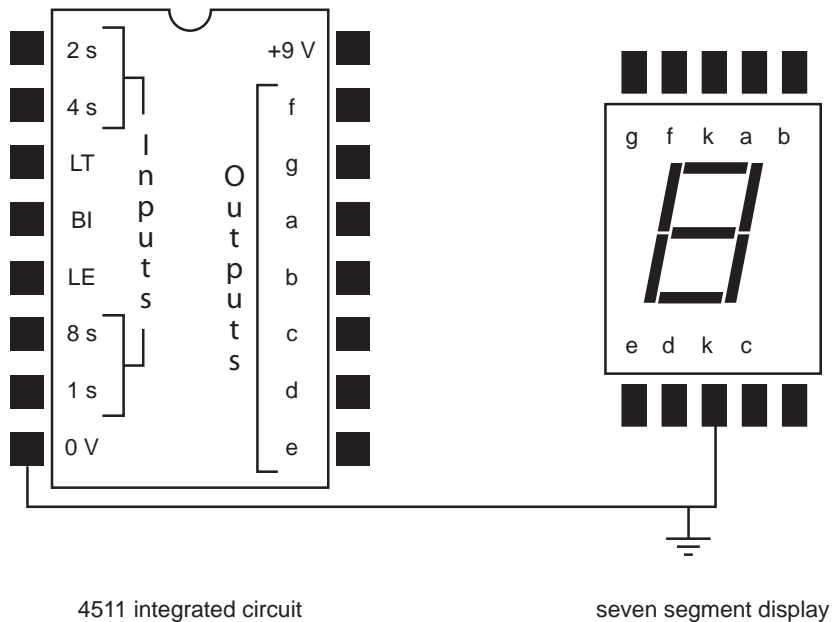 2 s
4 s
LT
BI
LE
8 s
1 s
0 V
Inputs
Outputs
+9 V
f
g
a
b
c
d
e
g f k a b
e d k c
4511 integrated circuit
seven segment display